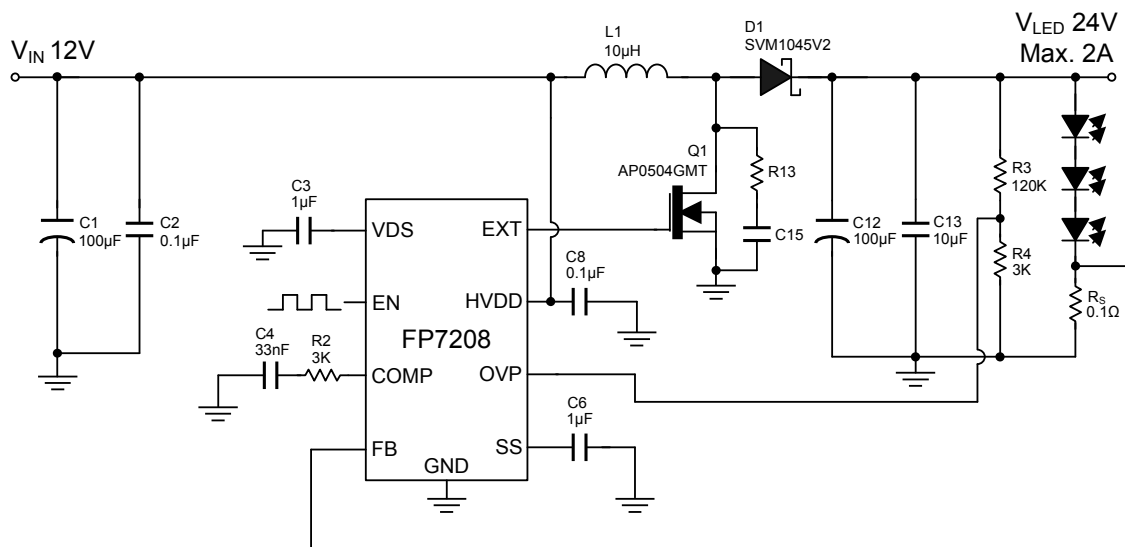 V_IN 12V
L1
10µH
D1
SVM1045V2
V_LED 24V
Max. 2A
C1
100µF
C2
0.1µF
C3
1µF
VDS
EXT
Q1
AP0504GMT
R13
C15
C12
100µF
C13
10µF
R3
120K
R4
3K
R_S
0.1Ω
EN
HVDD
C8
0.1µF
FP7208
C4
33nF
R2
3K
COMP
OVP
FB
SS
C6
1µF
GND